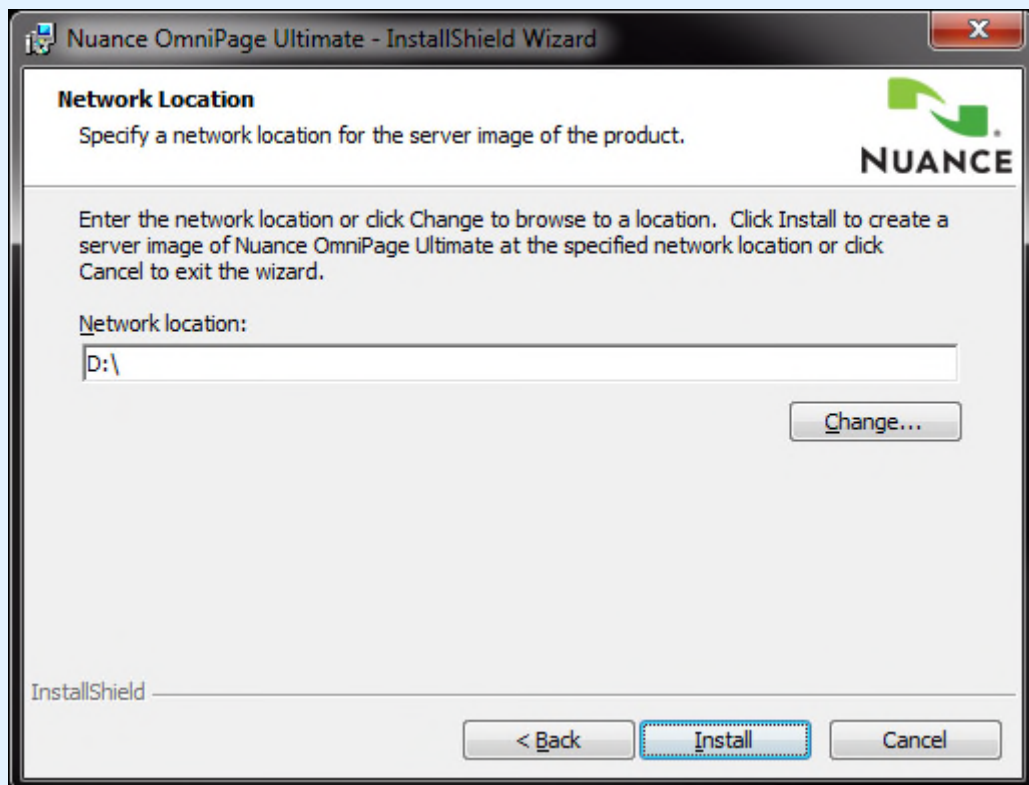 Nuance OmniPage Ultimate - InstallShield Wizard
Network Location
Specify a network location for the server image of the product.
NUANCE
Enter the network location or click Change to browse to a location.  Click Install to create a
server image of Nuance OmniPage Ultimate at the specified network location or click
Cancel to exit the wizard.
Network location:
D:\
Change...
InstallShield
< Back
Install
Cancel